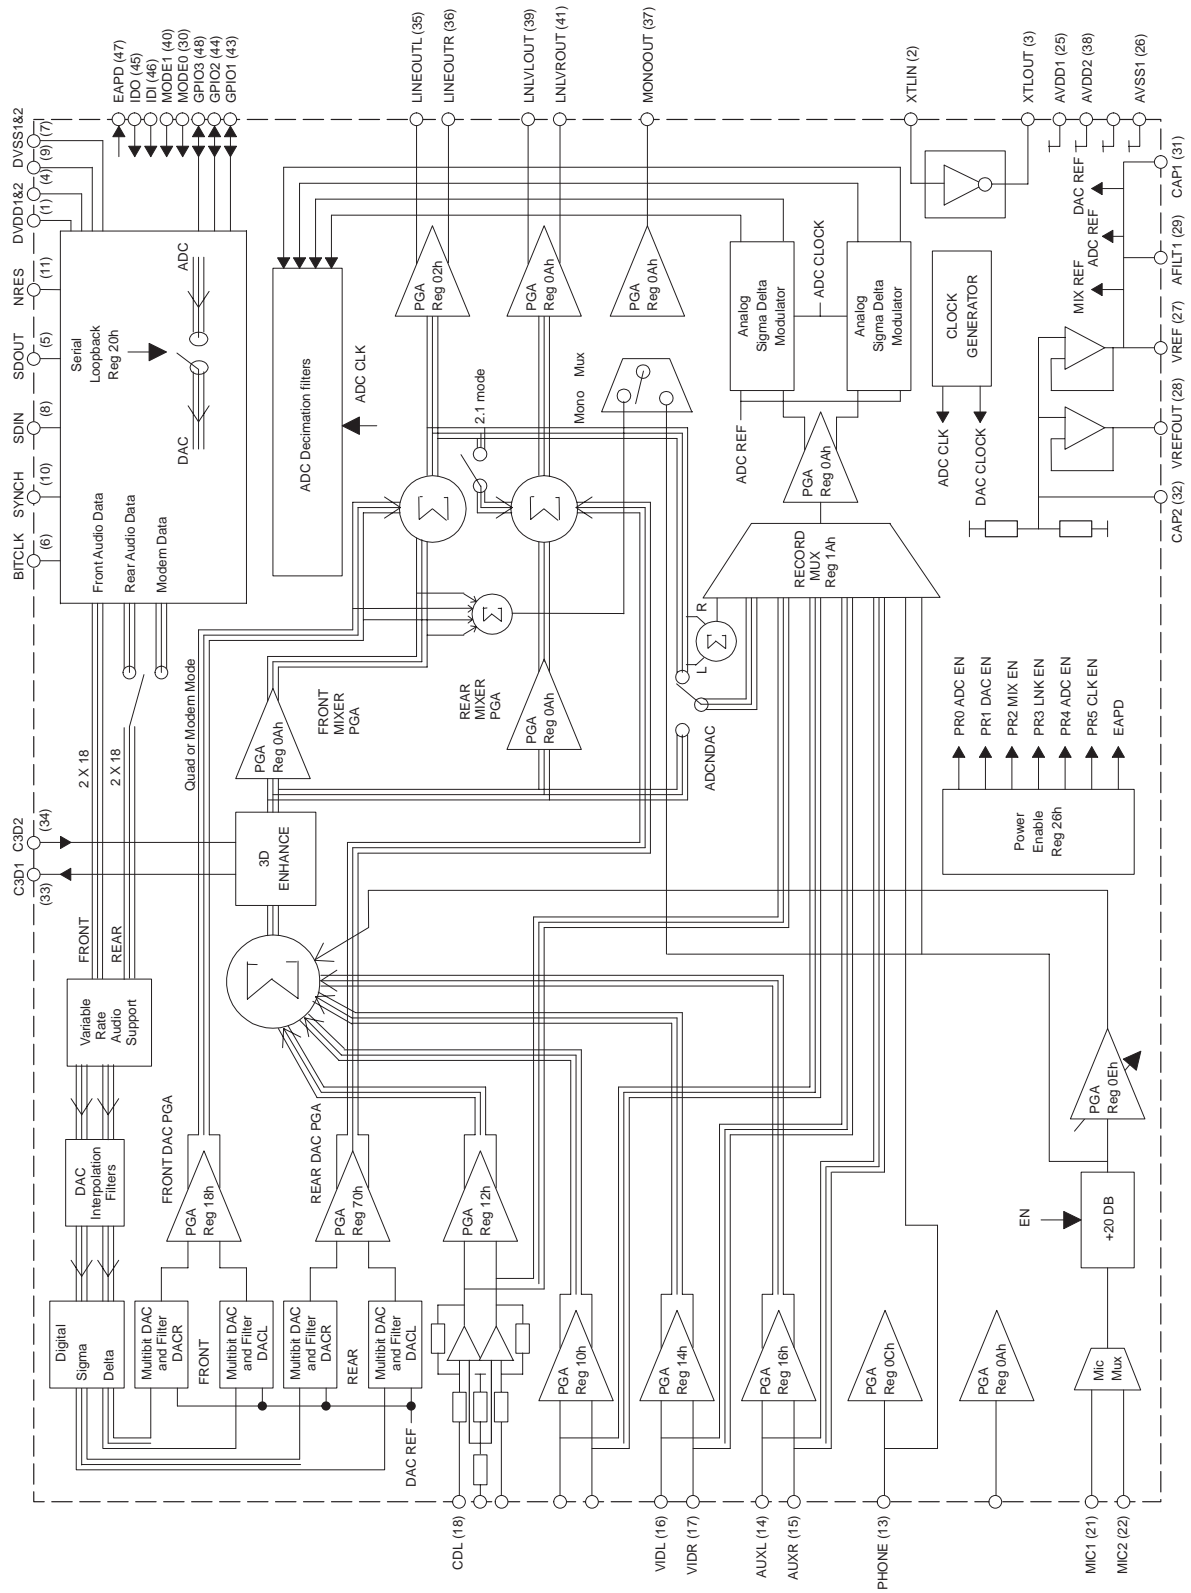 DVDD1&2
(1)
(4)
(9)
DVSS1&2
(7)
NRES
(11)
SDOUT
(5)
SDIN
(8)
SYNCH
(10)
BITCLK
(6)
C3D2
(34)
C3D1
(33)
EAPD (47)
IDO (45)
IDI (46)
MODE1 (40)
MODE0 (30)
GPIO3 (48)
GPIO2 (44)
GPIO1 (43)
LINEOUTL (35)
LINEOUTR (36)
LNLVLOUT (39)
LNLVROUT (41)
MONOOUT (37)
XTLIN (2)
XTLOUT (3)
AVDD1 (25)
AVDD2 (38)
AVSS1 (26)
CAP1 (31)
AFILT1 (29)
VREF (27)
VREFOUT (28)
CAP2 (32)
Serial
Loopback
Reg 20h
ADC
DAC
Front Audio Data
Rear Audio Data
Modem Data
2 X 18
2 X 18
FRONT
REAR
Variable
Rate
Audio
Support
DAC
Interpolation
Filters
Digital
Sigma
Delta
Multibit DAC
and Filter
DACR
FRONT
Multibit DAC
and Filter
DACL
Multibit DAC
and Filter
DACR
REAR
Multibit DAC
and Filter
DACL
DAC REF
PGA
Reg 18h
FRONT DAC PGA
PGA
Reg 70h
REAR DAC PGA
PGA
Reg 12h
Quad or Modem Mode
3D
ENHANCE
Σ
PGA
Reg 0Ah
FRONT
MIXER
PGA
REAR
MIXER
PGA
PGA
Reg 0Ah
ADC Decimation filters
ADC CLK
Σ
Σ
Σ
2.1 mode
PGA
Reg 02h
PGA
Reg 0Ah
PGA
Reg 0Ah
Mono Mux
ADCNDAC
L
Σ
R
RECORD
MUX
Reg 1Ah
PGA
Reg 0Ah
ADC REF
Analog
Sigma Delta
Modulator
ADC CLOCK
Analog
Sigma Delta
Modulator
CLOCK
GENERATOR
ADC CLK
DAC CLOCK
MIX REF
ADC REF
DAC REF
PR0 ADC EN
PR1 DAC EN
PR2 MIX EN
PR3 LNK EN
PR4 ADC EN
PR5 CLK EN
EAPD
Power
Enable
Reg 26h
PGA
Reg 10h
PGA
Reg 14h
PGA
Reg 16h
PGA
Reg 0Ch
PGA
Reg 0Ah
Mic
Mux
EN
+20 DB
PGA
Reg 0Eh
CDL (18)
VIDL (16)
VIDR (17)
AUXL (14)
AUXR (15)
PHONE (13)
MIC1 (21)
MIC2 (22)